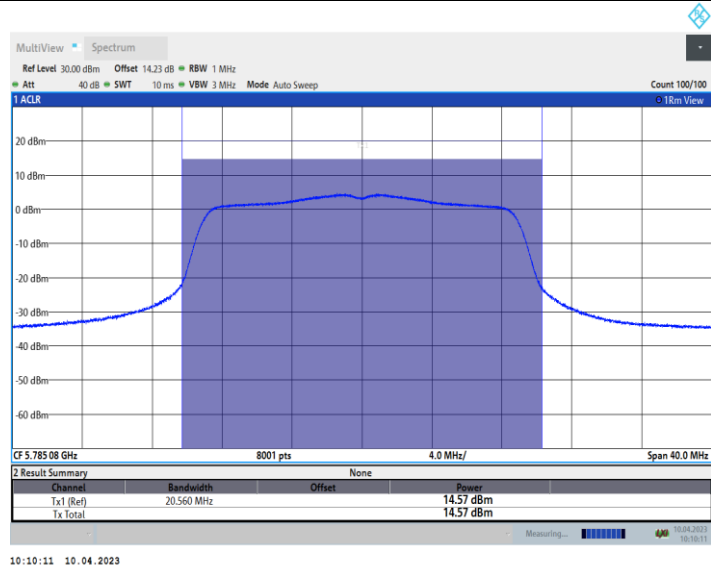 MultiView Spectrum
Ref Level 30.00 dBm Offset 14.23 dB RBW 1 MHz
Att 40 dB SWT 10 ms VBW 3 MHz Mode Auto Sweep Count 100/100
1 ACLR 1Rm View
20 dBm
10 dBm
0 dBm
-10 dBm
-20 dBm
-30 dBm
-40 dBm
-50 dBm
-60 dBm
CF 5.785 08 GHz 8001 pts 4.0 MHz/ Span 40.0 MHz
2 Result Summary None
Channel Bandwidth Offset Power
Tx1 (Ref) 20.560 MHz 14.57 dBm
Tx Total 14.57 dBm
Measuring... 10.04.2023
10:10:11
10:10:11 10.04.2023